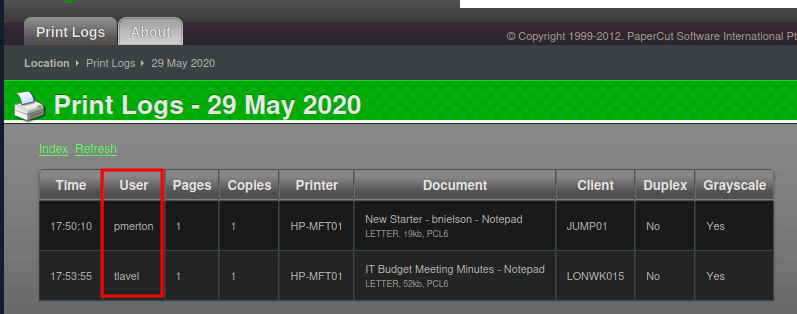 Print Logs About
© Copyright 1999-2012. PaperCut Software International Pt
Location Print Logs 29 May 2020
Print Logs - 29 May 2020
Index Refresh
Time User Pages Copies Printer Document Client Duplex Grayscale
17:50:10 pmerton 1 1 HP-MFT01 New Starter - bnielson - Notepad JUMP01 No Yes
LETTER, 19kb, PCL6
17:53:55 tlavel 1 1 HP-MFT01 IT Budget Meeting Minutes - Notepad LONWK015 No Yes
LETTER, 52kb, PCL6